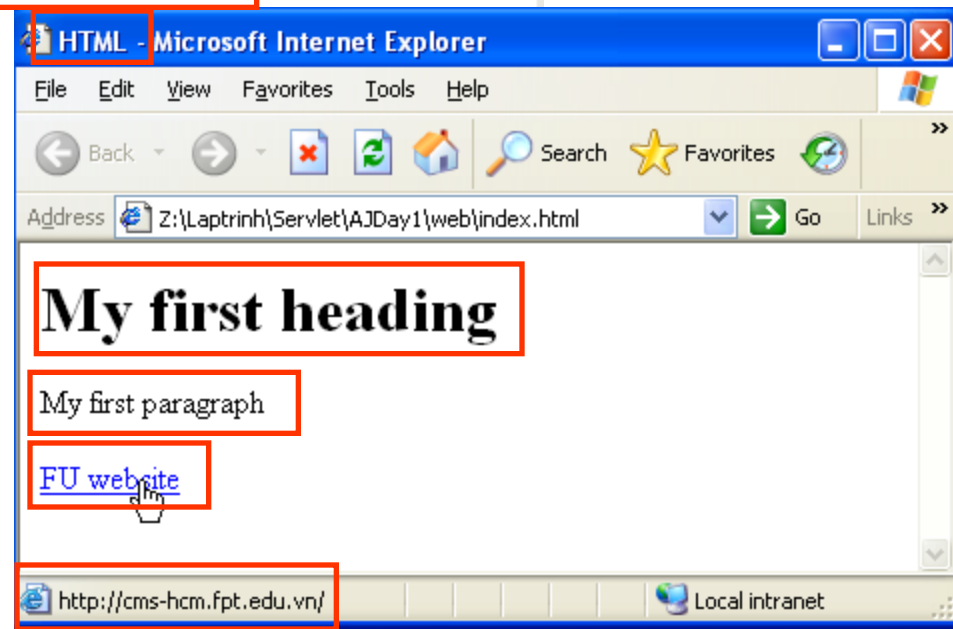 HTML - Microsoft Internet Explorer
File Edit View Favorites Tools Help
Back Search Favorites »
Address Z:\Laptrinh\Servlet\AJDay1\web\index.html Go Links »
My first heading
My first paragraph
FU website
http://cms-hcm.fpt.edu.vn/ Local intranet